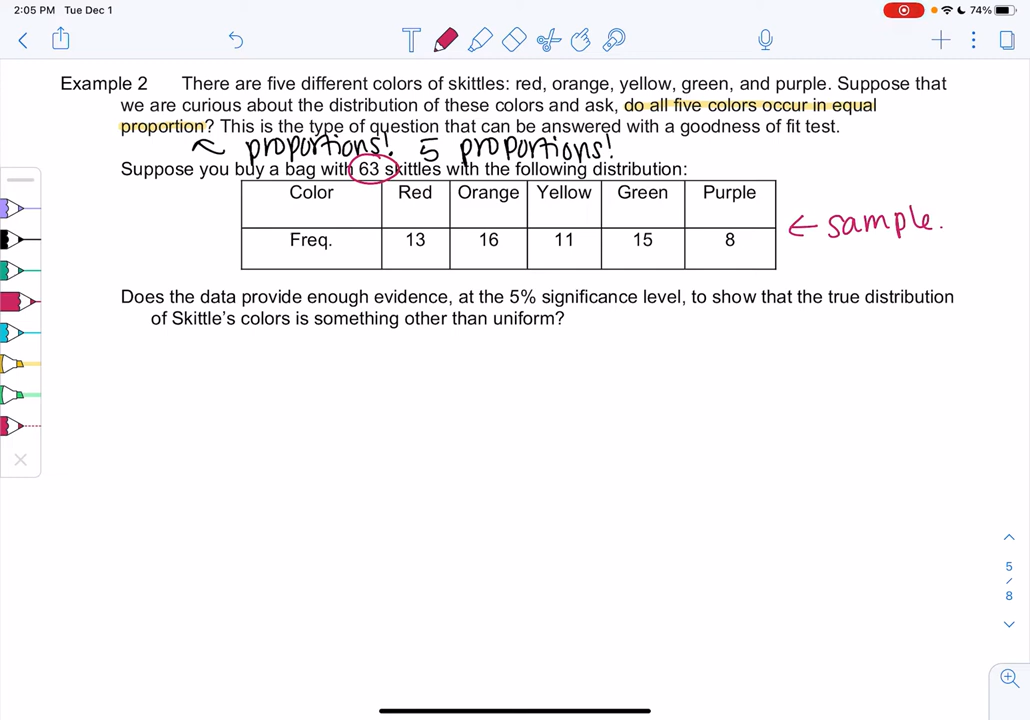 2:05 PM Tue Dec 1
74%
T
Example 2 There are five different colors of skittles: red, orange, yellow, green, and purple. Suppose that
we are curious about the distribution of these colors and ask, do all five colors occur in equal
proportion? This is the type of question that can be answered with a goodness of fit test.
proportions! 5 proportions!
Suppose you buy a bag with 63 skittles with the following distribution:
Color Red Orange Yellow Green Purple
Freq. 13 16 11 15 8
← sample.
Does the data provide enough evidence, at the 5% significance level, to show that the true distribution
of Skittle's colors is something other than uniform?
5
/
8